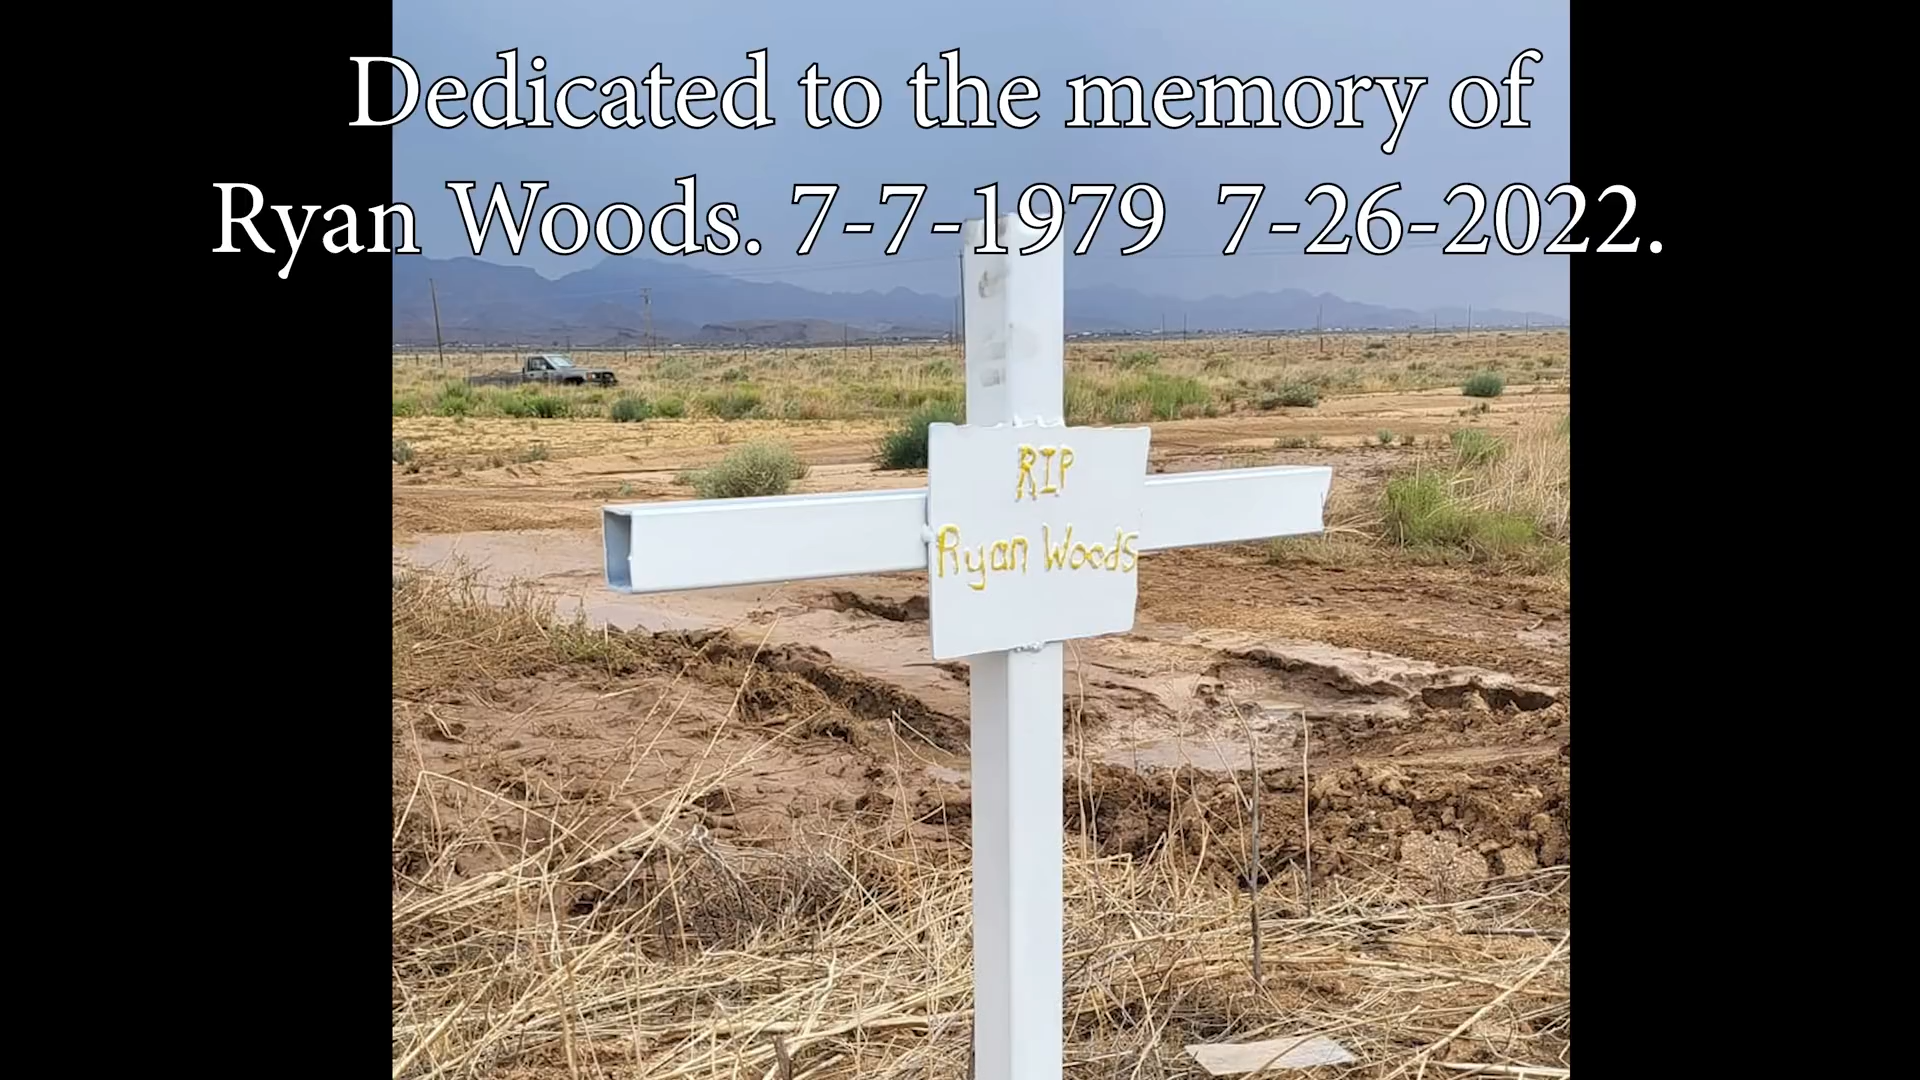 Dedicated to the memory of
Ryan Woods. 7-7-1979  7-26-2022.
RIP
Ryan Woods